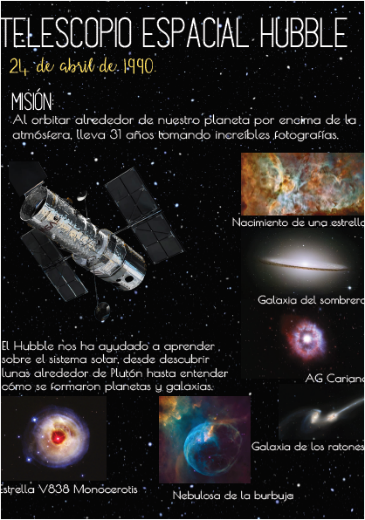 TELESCOPIO ESPACIAL HUBBLE
24 de abril de 1990.
MISIÓN
Al orbitar alrededor de nuestro planeta por encima de la
atmósfera, lleva 31 años tomando increíbles fotografías.
Nacimiento de una estrella
Galaxia del sombrero
AG Carinae
El Hubble nos ha ayudado a aprender
sobre el sistema solar, desde descubrir
lunas alrededor de Plutón hasta entender
cómo se formaron planetas y galaxias.
Galaxia de los ratones
Estrella V838 Monocerotis
Nebulosa de la burbuja